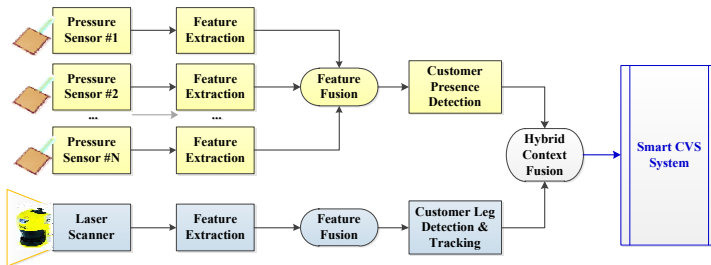 Pressure
Sensor #1
Feature
Extraction
Pressure
Sensor #2
Feature
Extraction
...
...
Pressure
Sensor #N
Feature
Extraction
Feature
Fusion
Customer
Presence
Detection
Hybrid
Context
Fusion
Smart CVS
System
Laser
Scanner
Feature
Extraction
Feature
Fusion
Customer Leg
Detection &
Tracking